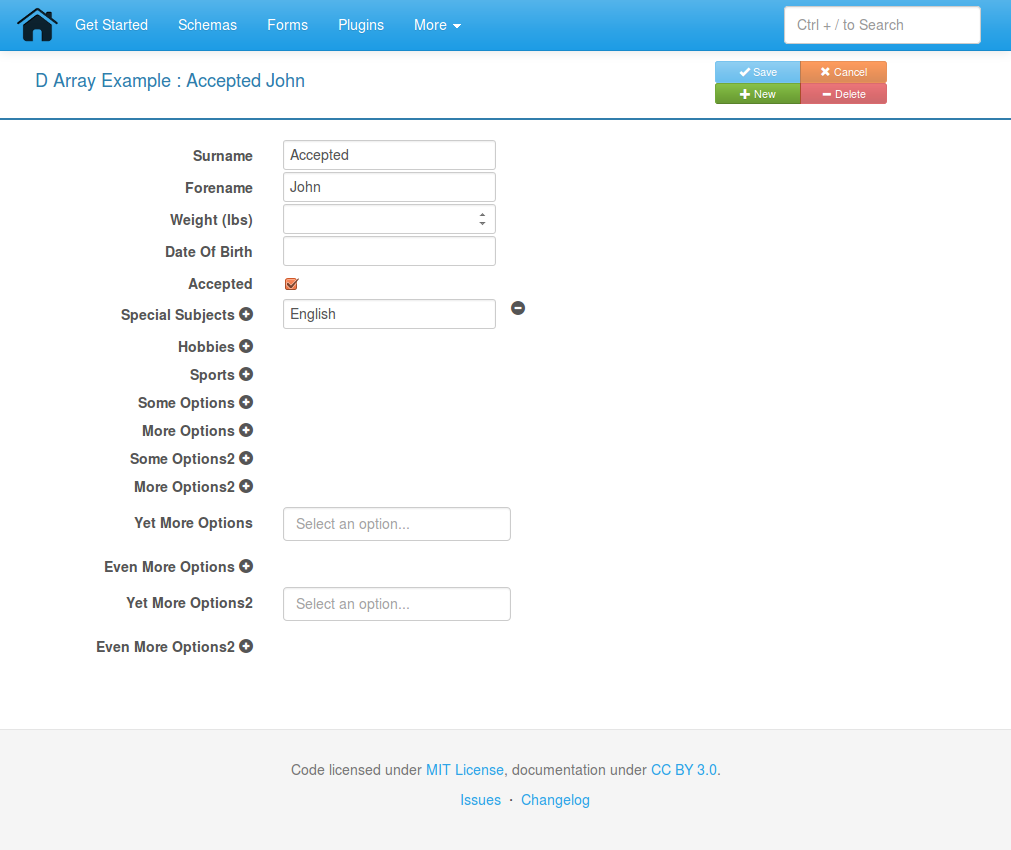 Get Started Schemas Forms Plugins More Ctrl + / to Search
D Array Example : Accepted John
Save Cancel
New Delete
Surname Accepted
Forename John
Weight (lbs)
Date Of Birth
Accepted
Special Subjects English
Hobbies
Sports
Some Options
More Options
Some Options2
More Options2
Yet More Options Select an option...
Even More Options
Yet More Options2 Select an option...
Even More Options2
Code licensed under MIT License, documentation under CC BY 3.0.
Issues · Changelog